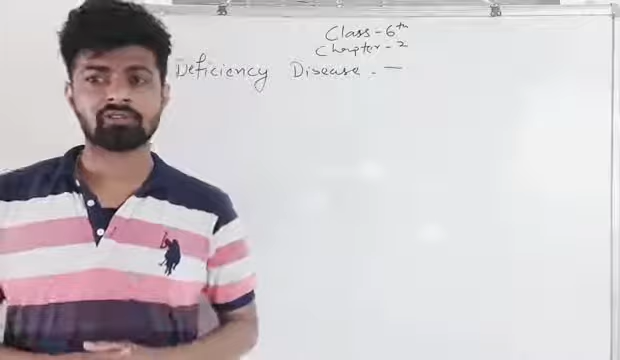 Class - 6th
Chapter - 2
Deficiency Disease. —